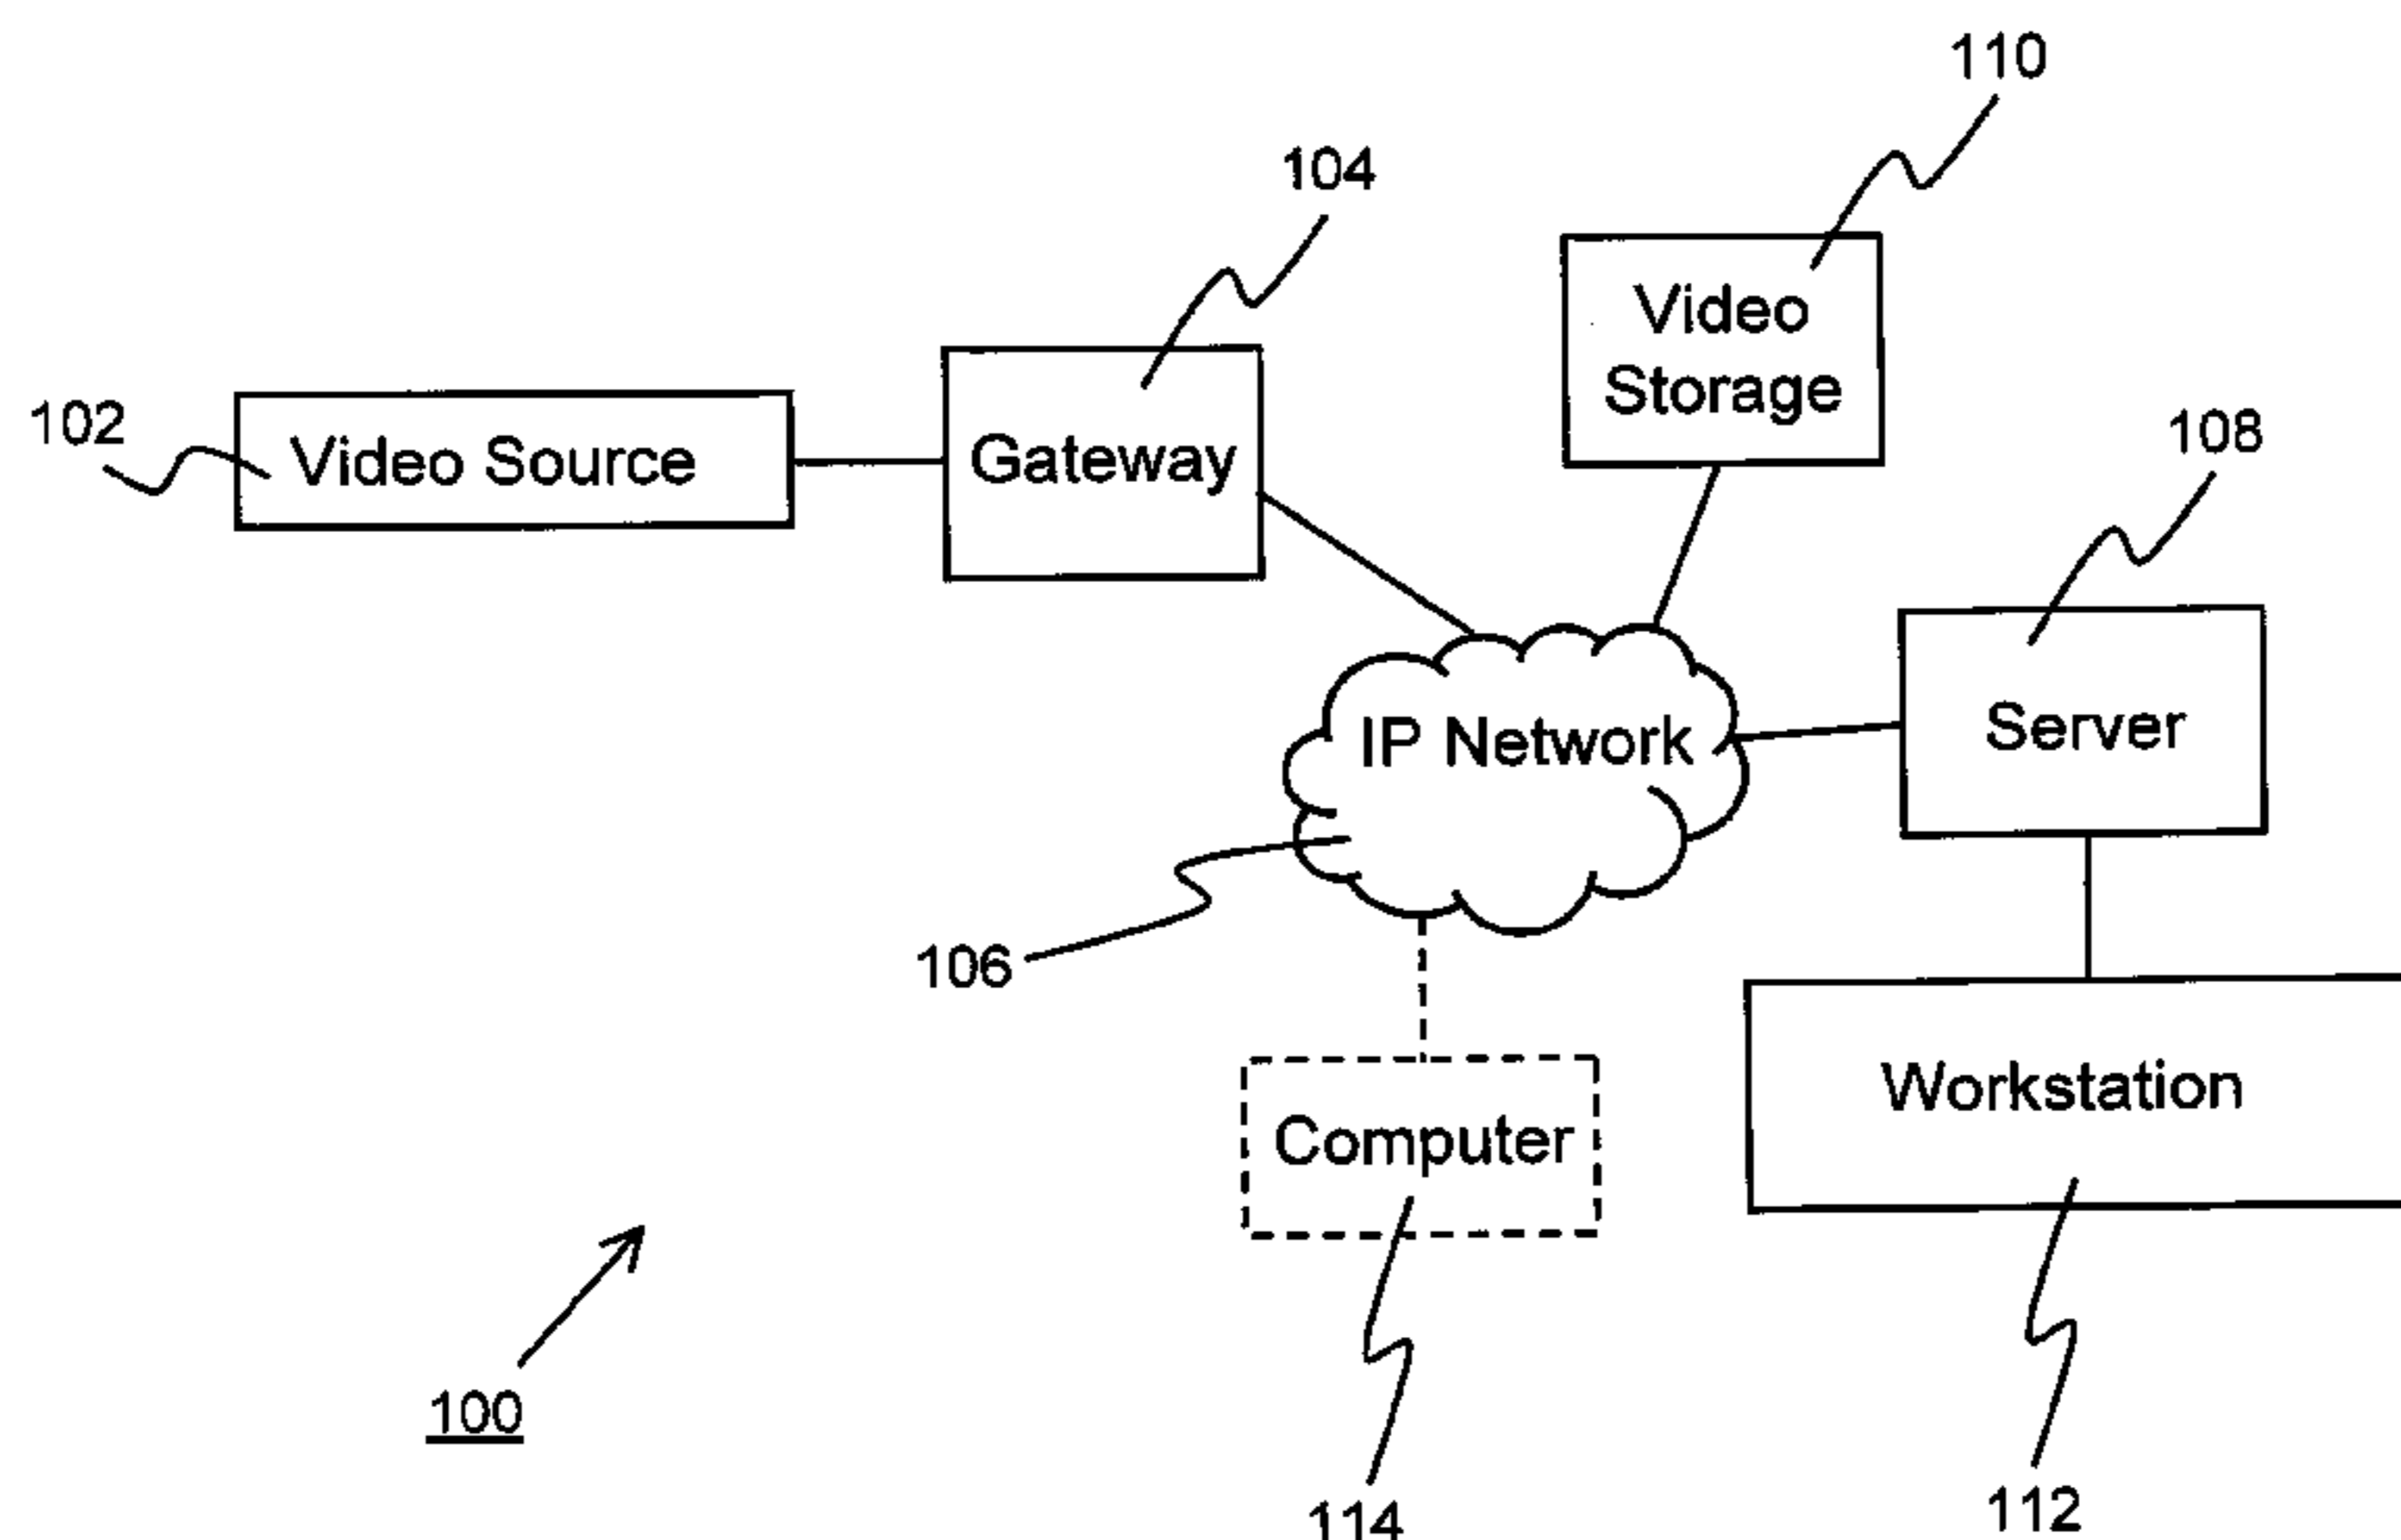 110
104
Video
Storage
102
Video Source
Gateway
108
IP Network
Server
106
Workstation
Computer
100
114
112